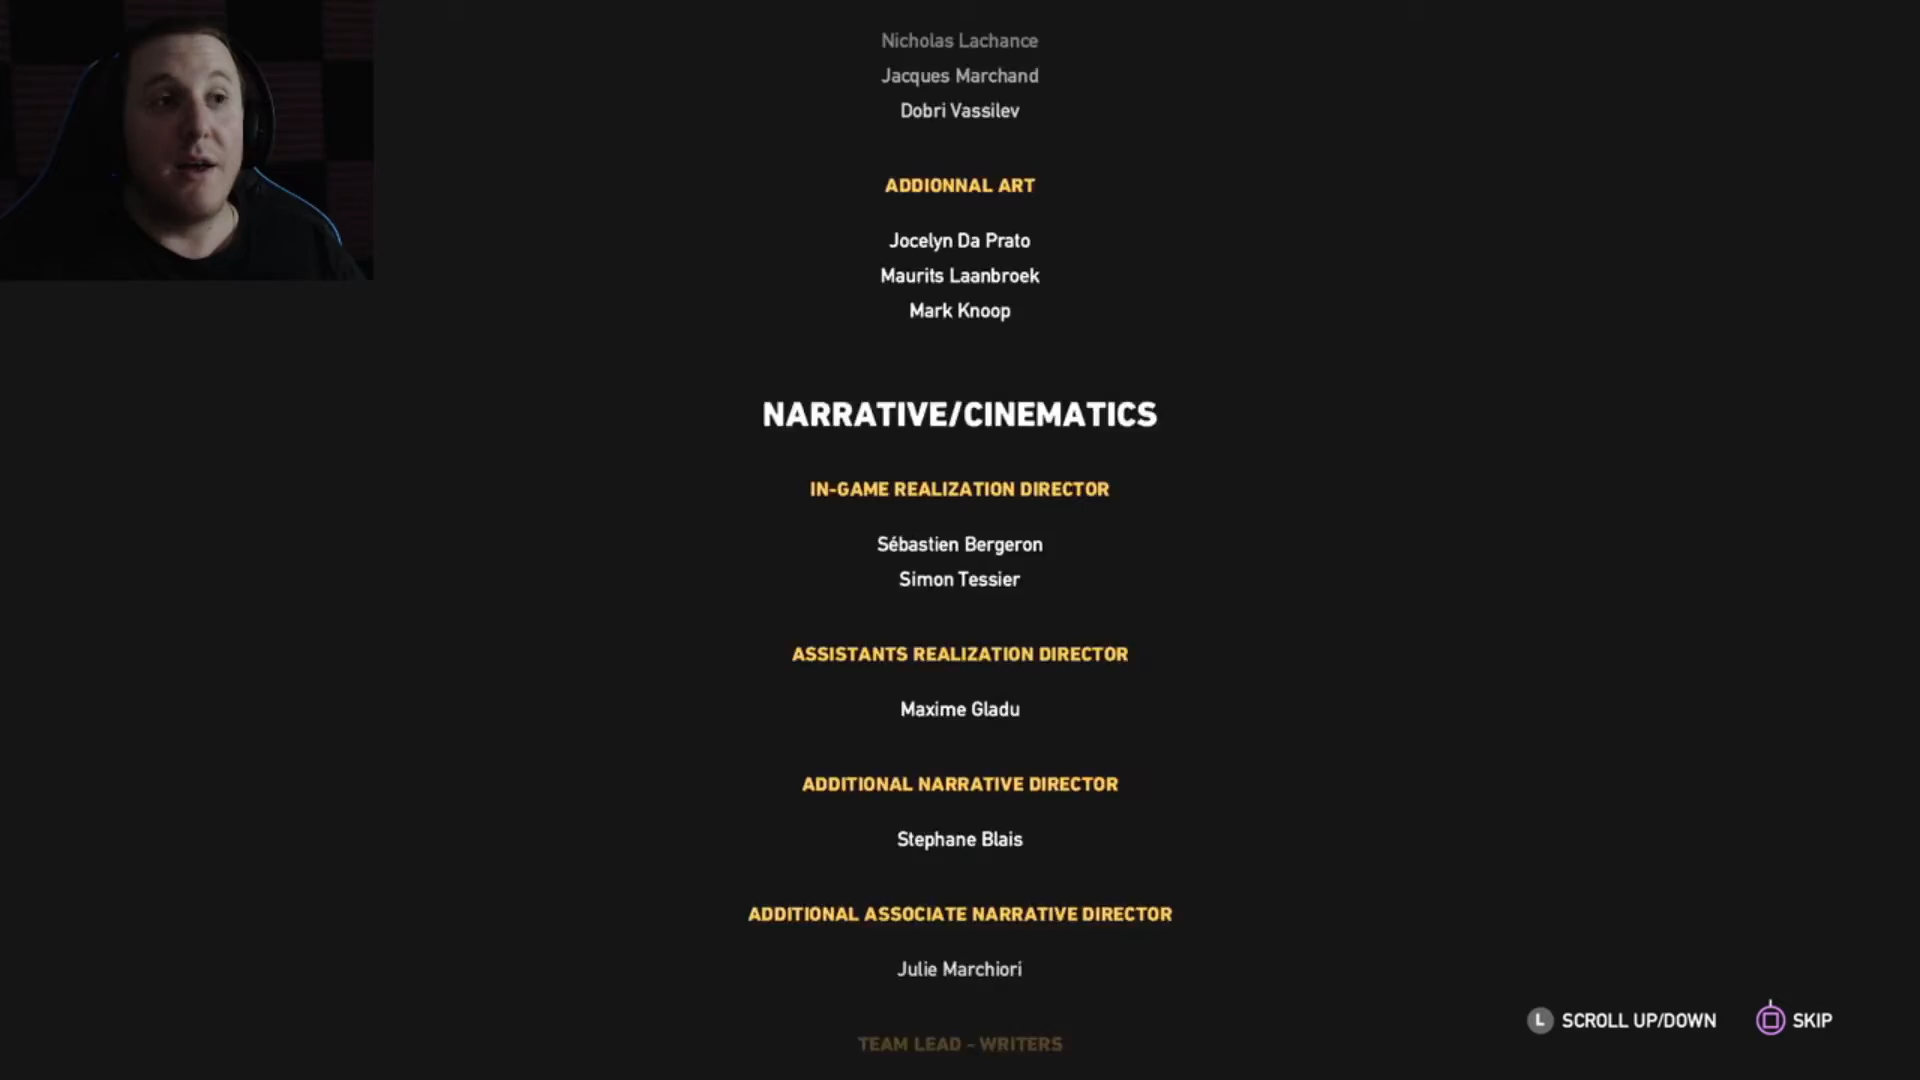 Nicholas Lachance
Jacques Marchand
Dobri Vassilev
ADDIONNAL ART
Jocelyn Da Prato
Maurits Laanbroek
Mark Knoop
NARRATIVE/CINEMATICS
IN-GAME REALIZATION DIRECTOR
Sébastien Bergeron
Simon Tessier
ASSISTANTS REALIZATION DIRECTOR
Maxime Gladu
ADDITIONAL NARRATIVE DIRECTOR
Stephane Blais
ADDITIONAL ASSOCIATE NARRATIVE DIRECTOR
Julie Marchiori
L SCROLL UP/DOWN SKIP
TEAM LEAD - WRITERS